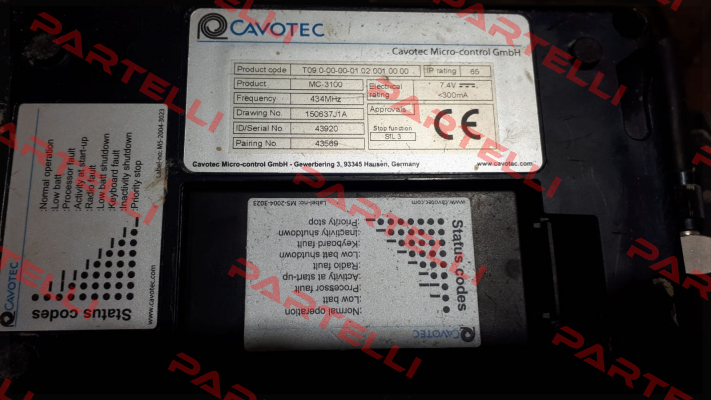 CAVOTEC
Cavotec Micro-control GmbH
Product code T09 0-00-00-01.02 001 00 00 IP rating 65
Product MC-3100 Electrical rating 7.4V <300mA
Frequency 434MHz Approvals
Drawing No. 150637J1A
ID/Serial No. 43920 Stop function SIL 3
Pairing No. 43569
CE
Cavotec Micro-control GmbH - Gewerbering 3, 93345 Hausen, Germany www.cavotec.com
CAVOTEC
Status codes
www.cavotec.com
:Normal operation
:Low batt
:Processor fault
:Activity at start-up
:Radio fault
:Low batt shutdown
:Keyboard fault
:Inactivity shutdown
:Priority stop
Label-no: MS-2004-3023
CAVOTEC
Status codes
www.cavotec.com
:Normal operation
:Low batt
:Processor fault
:Activity at start-up
:Radio fault
:Low batt shutdown
:Keyboard fault
:Inactivity shutdown
:Priority stop
Label-no: MS-2004-3023
PARTELLI
PARTELLI
PARTELLI
PARTELLI
PARTELLI